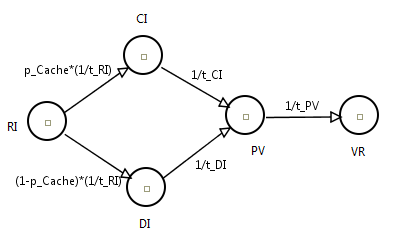 CI
p_Cache*(1/t_RI)
1/t_CI
1/t_PV
RI
PV
VR
1/t_DI
(1-p_Cache)*(1/t_RI)
DI